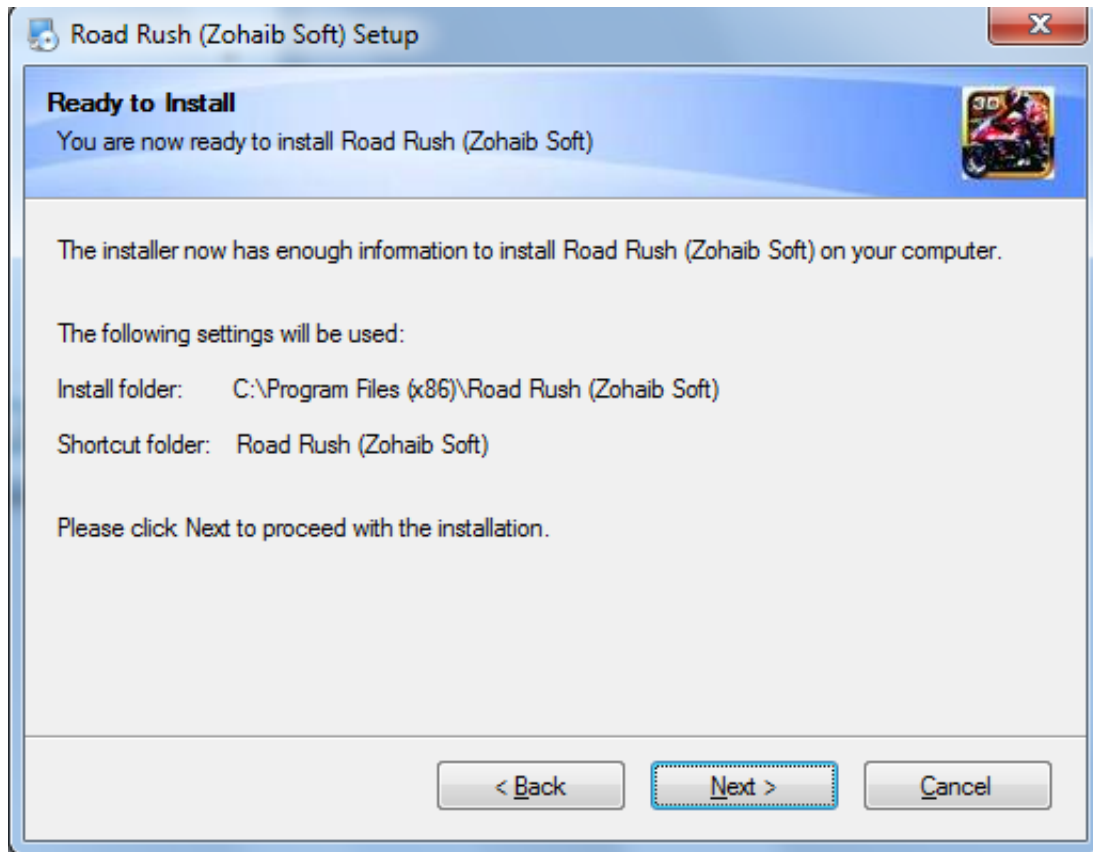 Road Rush (Zohaib Soft) Setup
Ready to Install
You are now ready to install Road Rush (Zohaib Soft)
3D
The installer now has enough information to install Road Rush (Zohaib Soft) on your computer.
The following settings will be used:
Install folder: C:\Program Files (x86)\Road Rush (Zohaib Soft)
Shortcut folder: Road Rush (Zohaib Soft)
Please click Next to proceed with the installation.
< Back Next > Cancel